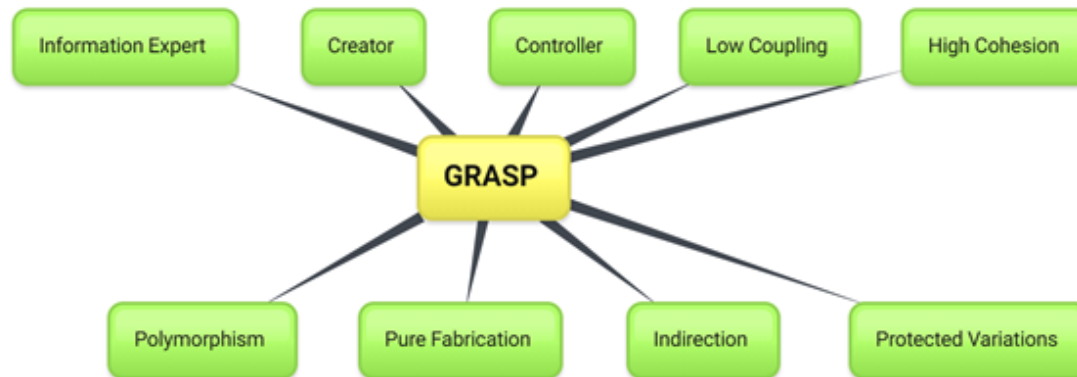 Information Expert
Creator
Controller
Low Coupling
High Cohesion
GRASP
Polymorphism
Pure Fabrication
Indirection
Protected Variations